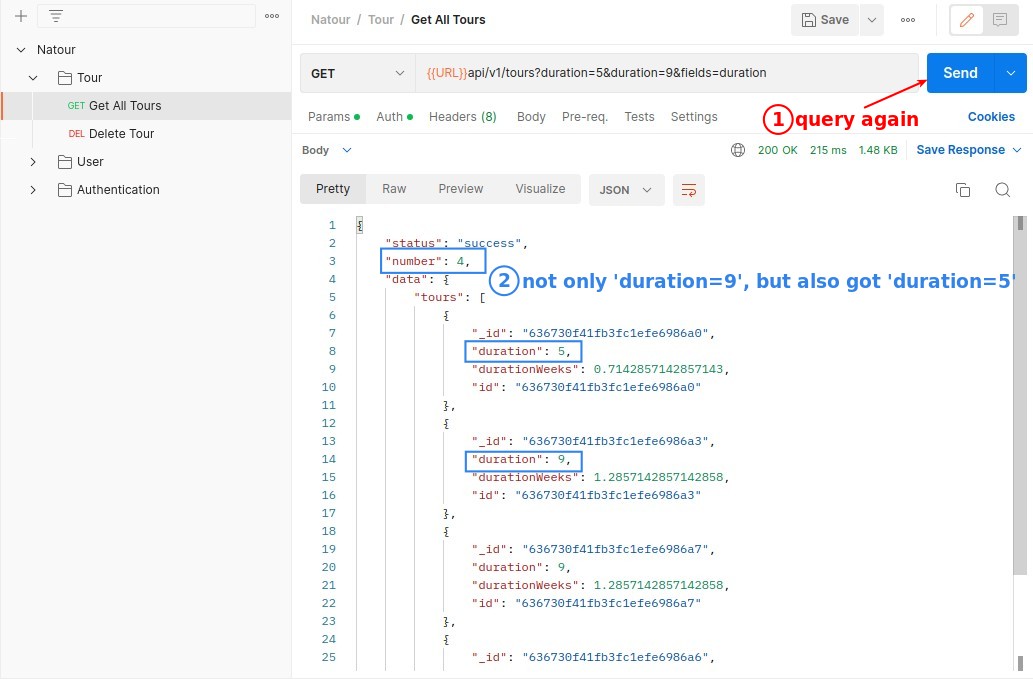 Natour / Tour / Get All Tours
Save
Natour
Tour
GET Get All Tours
DEL Delete Tour
User
Authentication
GET
{{URL}}api/v1/tours?duration=5&duration=9&fields=duration
Send
1 query again
Params Auth Headers (8) Body Pre-req. Tests Settings Cookies
Body 200 OK 215 ms 1.48 KB Save Response
Pretty Raw Preview Visualize JSON
1 {
2 "status": "success",
3 "number": 4,
4 "data": {
2 not only 'duration=9', but also got 'duration=5'
5 "tours": [
6 {
7 "_id": "636730f41fb3fc1efe6986a0",
8 "duration": 5,
9 "durationWeeks": 0.7142857142857143,
10 "id": "636730f41fb3fc1efe6986a0"
11 },
12 {
13 "_id": "636730f41fb3fc1efe6986a3",
14 "duration": 9,
15 "durationWeeks": 1.2857142857142858,
16 "id": "636730f41fb3fc1efe6986a3"
17 },
18 {
19 "_id": "636730f41fb3fc1efe6986a7",
20 "duration": 9,
21 "durationWeeks": 1.2857142857142858,
22 "id": "636730f41fb3fc1efe6986a7"
23 },
24 {
25 "_id": "636730f41fb3fc1efe6986a6",